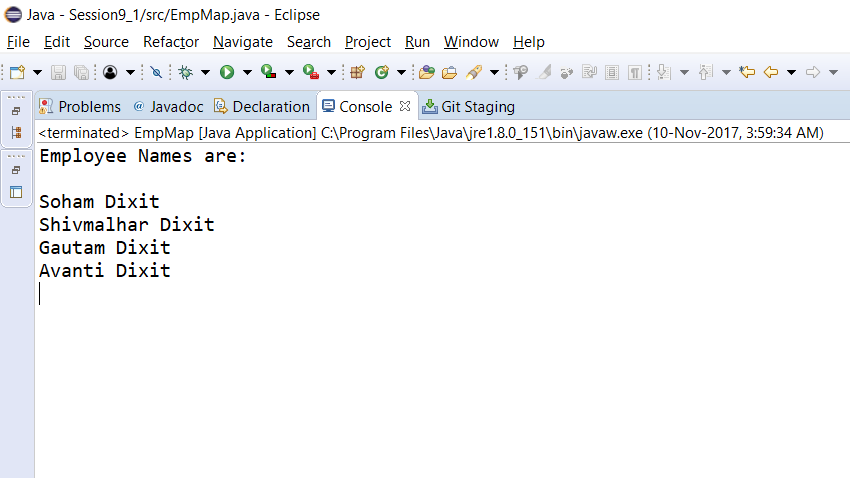 Java - Session9_1/src/EmpMap.java - Eclipse
File Edit Source Refactor Navigate Search Project Run Window Help
Problems @ Javadoc Declaration Console Git Staging
<terminated> EmpMap [Java Application] C:\Program Files\Java\jre1.8.0_151\bin\javaw.exe (10-Nov-2017, 3:59:34 AM)
Employee Names are:
Soham Dixit
Shivmalhar Dixit
Gautam Dixit
Avanti Dixit